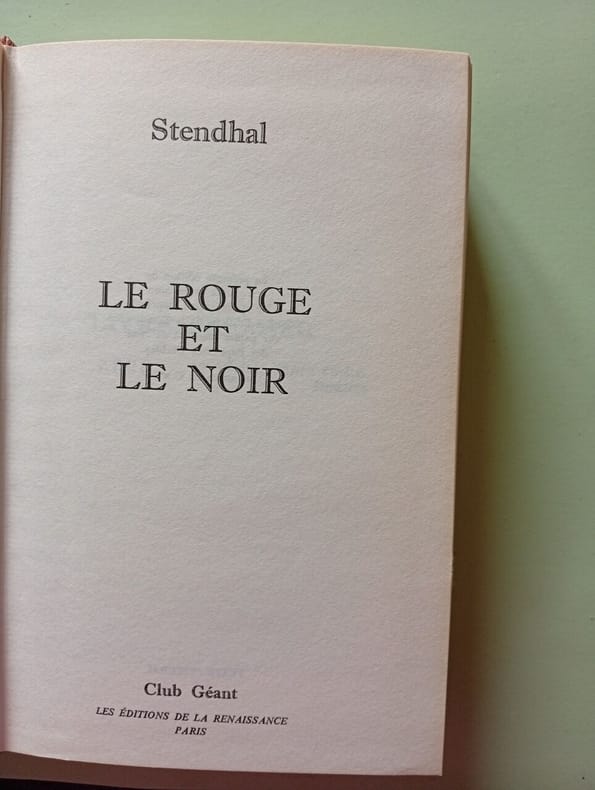 Stendhal
LE ROUGE
ET
LE NOIR
Club Géant
LES ÉDITIONS DE LA RENAISSANCE
PARIS